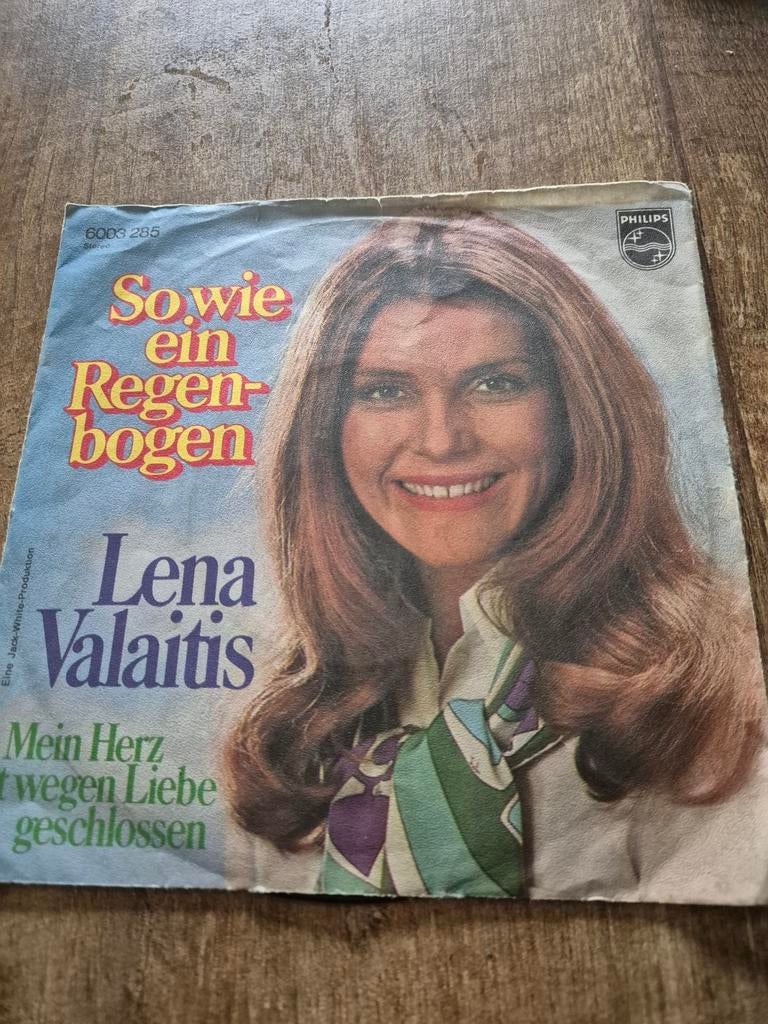 6003 285
Stereo
PHILIPS
So wie
ein
Regen-
bogen
Lena
Valaitis
Eine Jack-White-Produktion
Mein Herz
t wegen Liebe
geschlossen